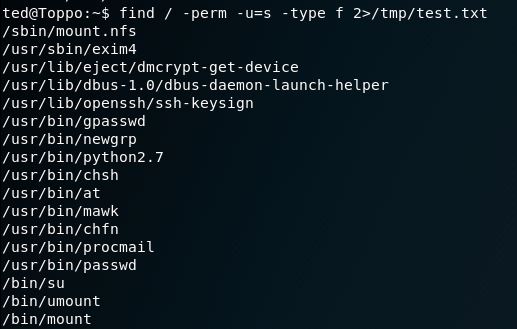 ted@Toppo:~$ find / -perm -u=s -type f 2>/tmp/test.txt
/sbin/mount.nfs
/usr/sbin/exim4
/usr/lib/eject/dmcrypt-get-device
/usr/lib/dbus-1.0/dbus-daemon-launch-helper
/usr/lib/openssh/ssh-keysign
/usr/bin/gpasswd
/usr/bin/newgrp
/usr/bin/python2.7
/usr/bin/chsh
/usr/bin/at
/usr/bin/mawk
/usr/bin/chfn
/usr/bin/procmail
/usr/bin/passwd
/bin/su
/bin/umount
/bin/mount